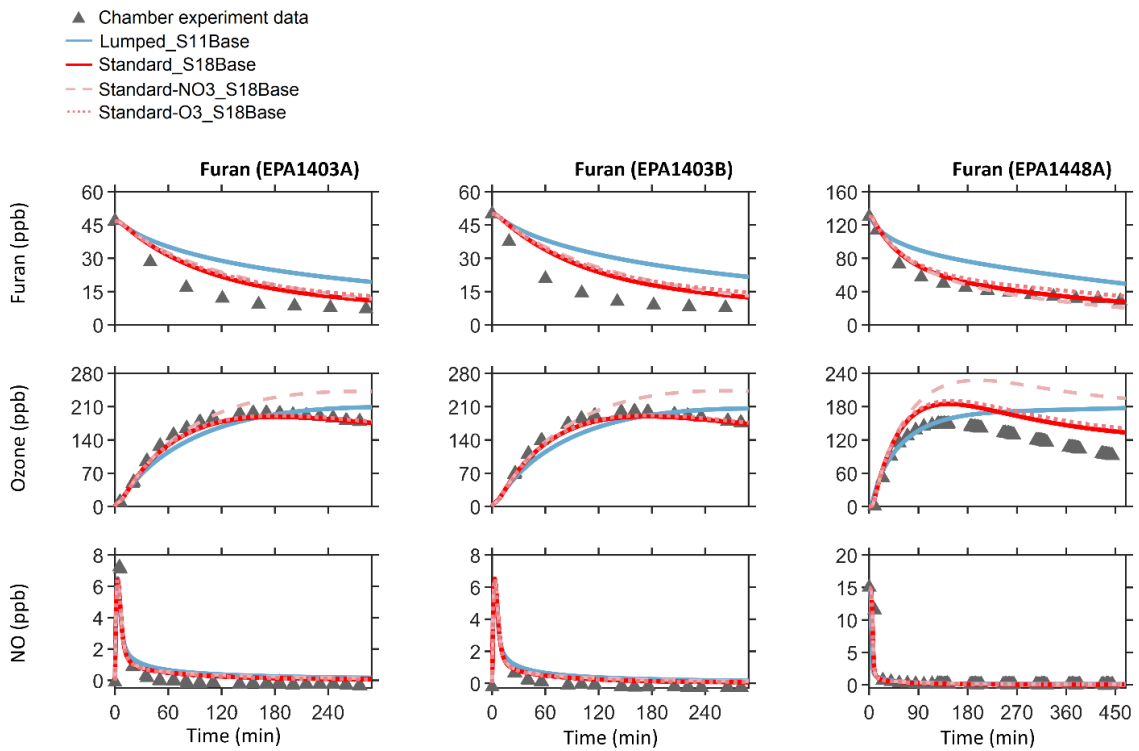 Chamber experiment data
Lumped_S11Base
Standard_S18Base
Standard-NO3_S18Base
Standard-O3_S18Base
Furan (EPA1403A) Furan (EPA1403B) Furan (EPA1448A)
Furan (ppb)
60 60 160
45 45 120
30 30 80
15 15 40
0 0 0
Ozone (ppb)
280 280 240
210 210 180
140 140 120
70 70 60
0 0 0
NO (ppb)
8 8 20
6 6 15
4 4 10
2 2 5
0 0 0
0 60 120 180 240 0 60 120 180 240 0 90 180 270 360 450
Time (min) Time (min) Time (min)